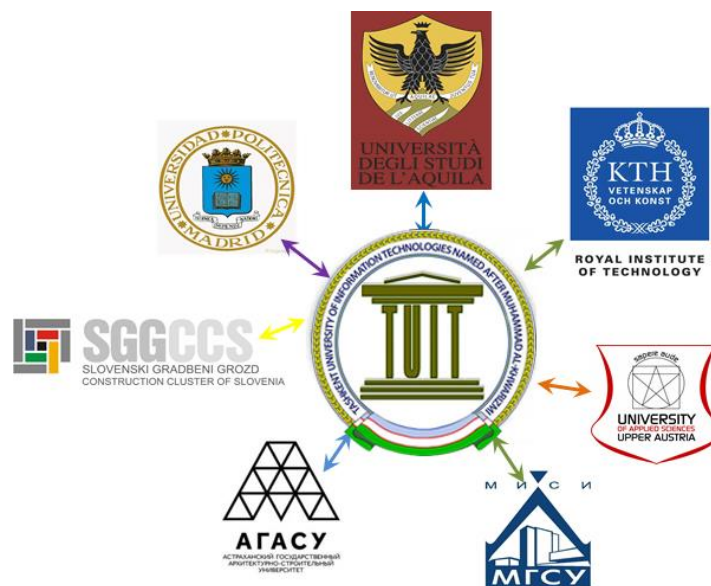 UNIVERSITÀ
DEGLI STUDI
DE L'AQUILA
UNIVERSIDAD POLITECNICA
MADRID
KTH
VETENSKAP
OCH KONST
ROYAL INSTITUTE
OF TECHNOLOGY
TASHKENT UNIVERSITY OF INFORMATION TECHNOLOGIES NAMED AFTER MUHAMMAD AL-KHWARIZMI
TUIT
SGGCCS
SLOVENSKI GRADBENI GROZD
CONSTRUCTION CLUSTER OF SLOVENIA
sapere aude
UNIVERSITY
OF APPLIED SCIENCES
UPPER AUSTRIA
АГАСУ
АСТРАХАНСКИЙ ГОСУДАРСТВЕННЫЙ
АРХИТЕКТУРНО-СТРОИТЕЛЬНЫЙ
УНИВЕРСИТЕТ
МИСИ
МГСУ